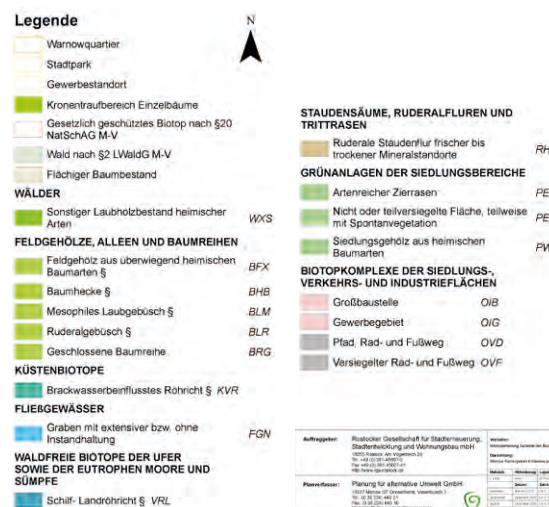 Legende
N
Warnowquartier
Stadtpark
Gewerbestandort
Kronentraufbereich Einzelbäume
Gesetzlich geschütztes Biotop nach §20
NatSchAG M-V
Wald nach §2 LWaldG M-V
Flächiger Baumbestand
WÄLDER
Sonstiger Laubholzbestand heimischer
Arten WXS
FELDGEHÖLZE, ALLEEN UND BAUMREIHEN
Feldgehölz aus überwiegend heimischen
Baumarten § BFX
Baumhecke § BHB
Mesophiles Laubgebüsch § BLM
Ruderalgebüsch § BLR
Geschlossene Baumreihe BRG
KÜSTENBIOTOPE
Brackwasserbeinflusstes Röhricht § KVR
FLIEßGEWÄSSER
Graben mit extensiver bzw. ohne
Instandhaltung FGN
WALDFREIE BIOTOPE DER UFER
SOWIE DER EUTROPHEN MOORE UND
SÜMPFE
Schilf- Landröhricht § VRL
STAUDENSÄUME, RUDERALFLUREN UND
TRITTRASEN
Ruderale Staudenflur frischer bis
trockener Mineralstandorte RH
GRÜNANLAGEN DER SIEDLUNGSBEREICHE
Artenreicher Zierrasen PE
Nicht oder teilversiegelte Fläche, teilweise
mit Spontanvegetation PE
Siedlungsgehölz aus heimischen
Baumarten PW
BIOTOPKOMPLEXE DER SIEDLUNGS-,
VERKEHRS- UND INDUSTRIEFLÄCHEN
Großbaustelle OIB
Gewerbegebiet OIG
Pfad, Rad- und Fußweg OVD
Versiegelter Rad- und Fußweg OVF
Auftraggeber: Rostocker Gesellschaft für Stadterneuerung,
Stadtentwicklung und Wohnungsbau mbH
Planverfasser: Planung für alternative Umwelt GmbH